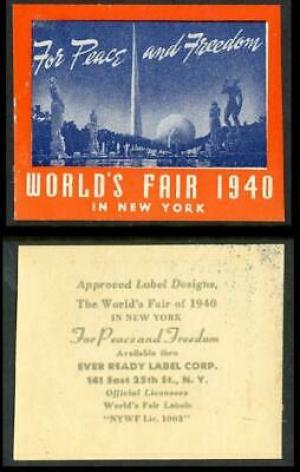 For Peace and Freedom
WORLD'S FAIR 1940
IN NEW YORK
Approved Label Designs,
The World's Fair of 1940
IN NEW YORK
For Peace and Freedom
Available thru
EVER READY LABEL CORP.
141 East 25th St., N. Y.
Official Licensees
World's Fair Labels
"NYWF Lic. 1003"